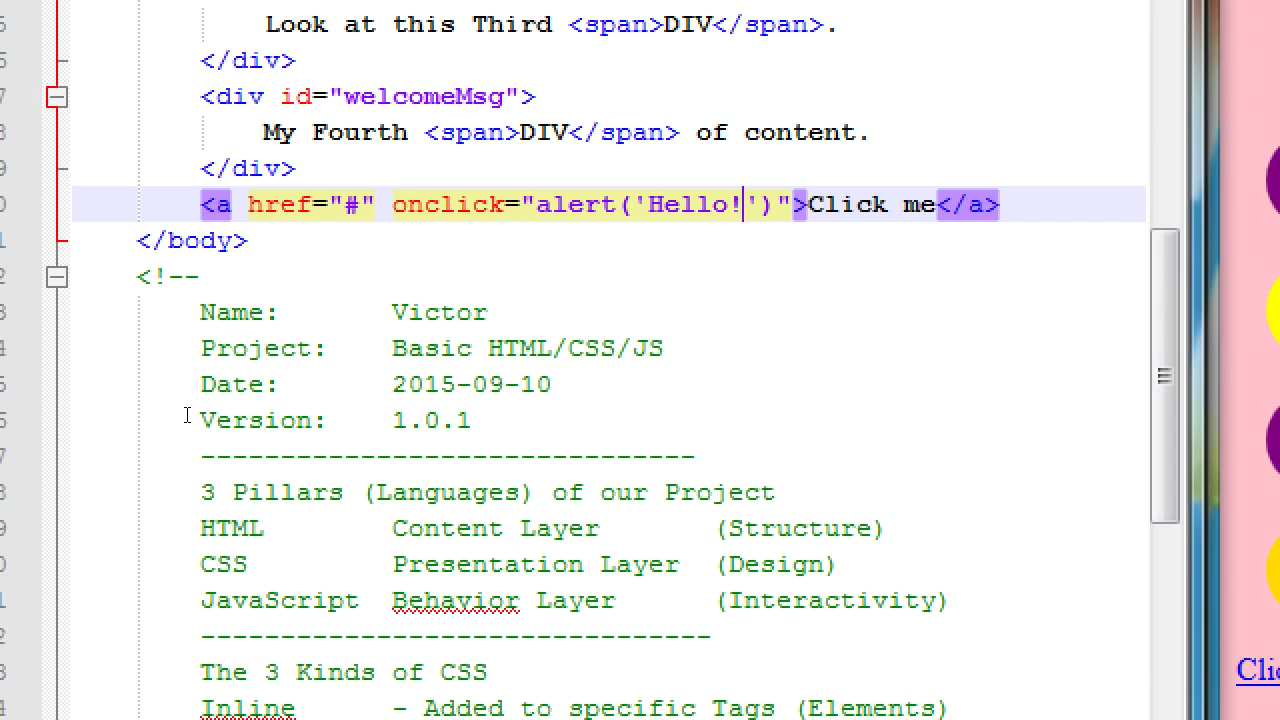 Look at this Third <span>DIV</span>.
</div>
<div id="welcomeMsg">
My Fourth <span>DIV</span> of content.
</div>
<a href="#" onclick="alert('Hello!')">Click me</a>
</body>
<!--
Name: Victor
Project: Basic HTML/CSS/JS
Date: 2015-09-10
Version: 1.0.1
-------------------------------
3 Pillars (Languages) of our Project
HTML Content Layer (Structure)
CSS Presentation Layer (Design)
JavaScript Behavior Layer (Interactivity)
--------------------------------
The 3 Kinds of CSS
Inline - Added to specific Tags (Elements)